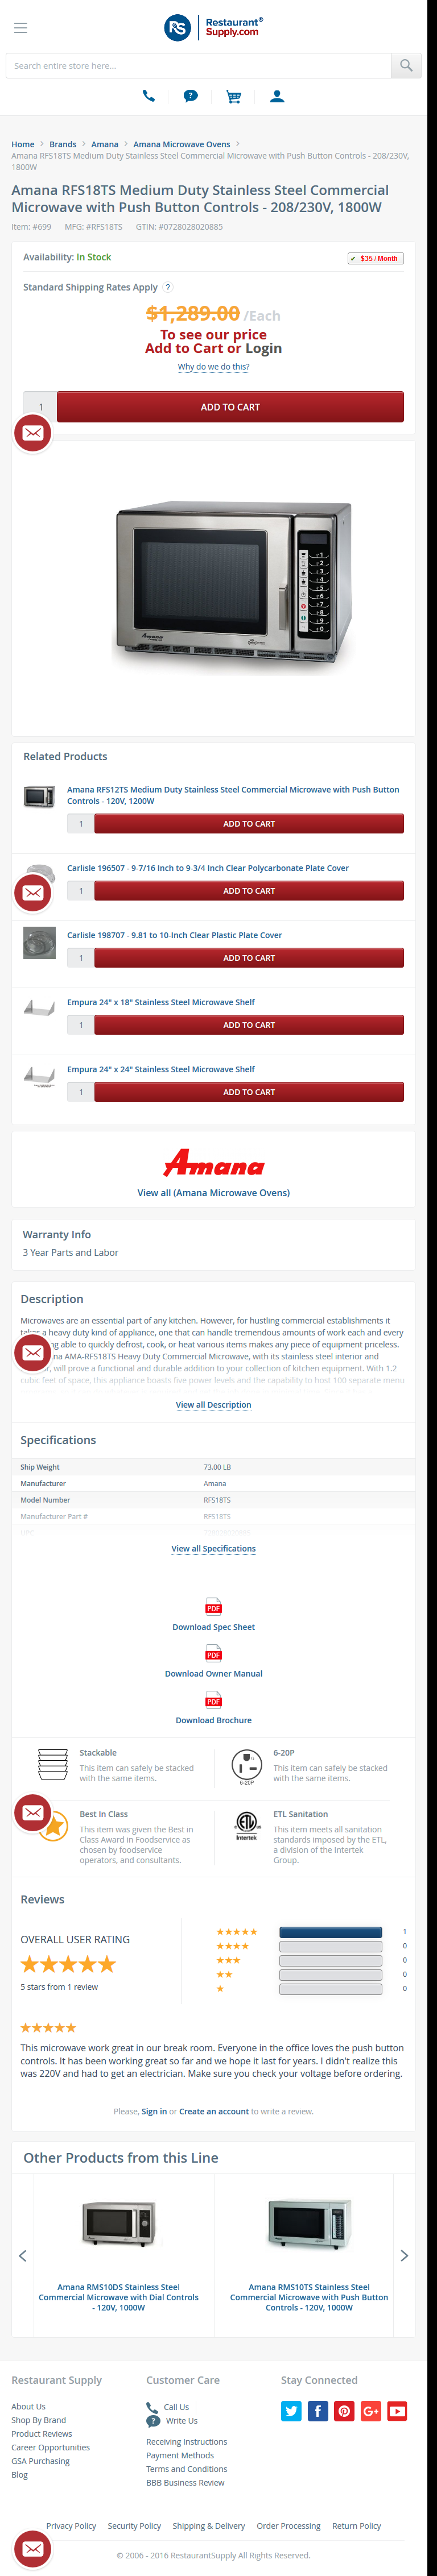 RS Restaurant®
Supply.com
Search entire store here...
Home > Brands > Amana > Amana Microwave Ovens >
Amana RFS18TS Medium Duty Stainless Steel Commercial Microwave with Push Button Controls - 208/230V,
1800W
Amana RFS18TS Medium Duty Stainless Steel Commercial
Microwave with Push Button Controls - 208/230V, 1800W
Item: #699 MFG: #RFS18TS GTIN: #0728028020885
Availability: In Stock
✔ $35 / Month
Standard Shipping Rates Apply ?
$1,289.00 /Each
To see our price
Add to Cart or Login
Why do we do this?
1 ADD TO CART
Amana
Related Products
Amana RFS12TS Medium Duty Stainless Steel Commercial Microwave with Push Button
Controls - 120V, 1200W
1 ADD TO CART
Carlisle 196507 - 9-7/16 Inch to 9-3/4 Inch Clear Polycarbonate Plate Cover
1 ADD TO CART
Carlisle 198707 - 9.81 to 10-Inch Clear Plastic Plate Cover
1 ADD TO CART
Empura 24" x 18" Stainless Steel Microwave Shelf
1 ADD TO CART
Empura 24" x 24" Stainless Steel Microwave Shelf
1 ADD TO CART
Amana
View all (Amana Microwave Ovens)
Warranty Info
3 Year Parts and Labor
Description
Microwaves are an essential part of any kitchen. However, for hustling commercial establishments it
a heavy duty kind of appliance, one that can handle tremendous amounts of work each and every
able to quickly defrost, cook, or heat various items makes any piece of equipment priceless.
AMA-RFS18TS Heavy Duty Commercial Microwave, with its stainless steel interior and
will prove a functional and durable addition to your collection of kitchen equipment. With 1.2
cubic feet of space, this appliance boasts five power levels and the capability to host 100 separate menu
View all Description
Specifications
Ship Weight 73.00 LB
Manufacturer Amana
Model Number RFS18TS
Manufacturer Part # RFS18TS
View all Specifications
PDF
Download Spec Sheet
PDF
Download Owner Manual
PDF
Download Brochure
Stackable
This item can safely be stacked
with the same items.
6-20P
6-20P
This item can safely be stacked
with the same items.
Best In Class
This item was given the Best in
Class Award in Foodservice as
chosen by foodservice
operators, and consultants.
ETL
Intertek
ETL Sanitation
This item meets all sanitation
standards imposed by the ETL,
a division of the Intertek
Group.
Reviews
OVERALL USER RATING
5 stars from 1 review
1
0
0
0
0
This microwave work great in our break room. Everyone in the office loves the push button
controls. It has been working great so far and we hope it last for years. I didn't realize this
was 220V and had to get an electrician. Make sure you check your voltage before ordering.
Please, Sign in or Create an account to write a review.
Other Products from this Line
Amana RMS10DS Stainless Steel
Commercial Microwave with Dial Controls
- 120V, 1000W
Amana RMS10TS Stainless Steel
Commercial Microwave with Push Button
Controls - 120V, 1000W
Restaurant Supply
About Us
Shop By Brand
Product Reviews
Career Opportunities
GSA Purchasing
Blog
Customer Care
Call Us
Write Us
Receiving Instructions
Payment Methods
Terms and Conditions
BBB Business Review
Stay Connected
Privacy Policy Security Policy Shipping & Delivery Order Processing Return Policy
© 2006 - 2016 RestaurantSupply All Rights Reserved.